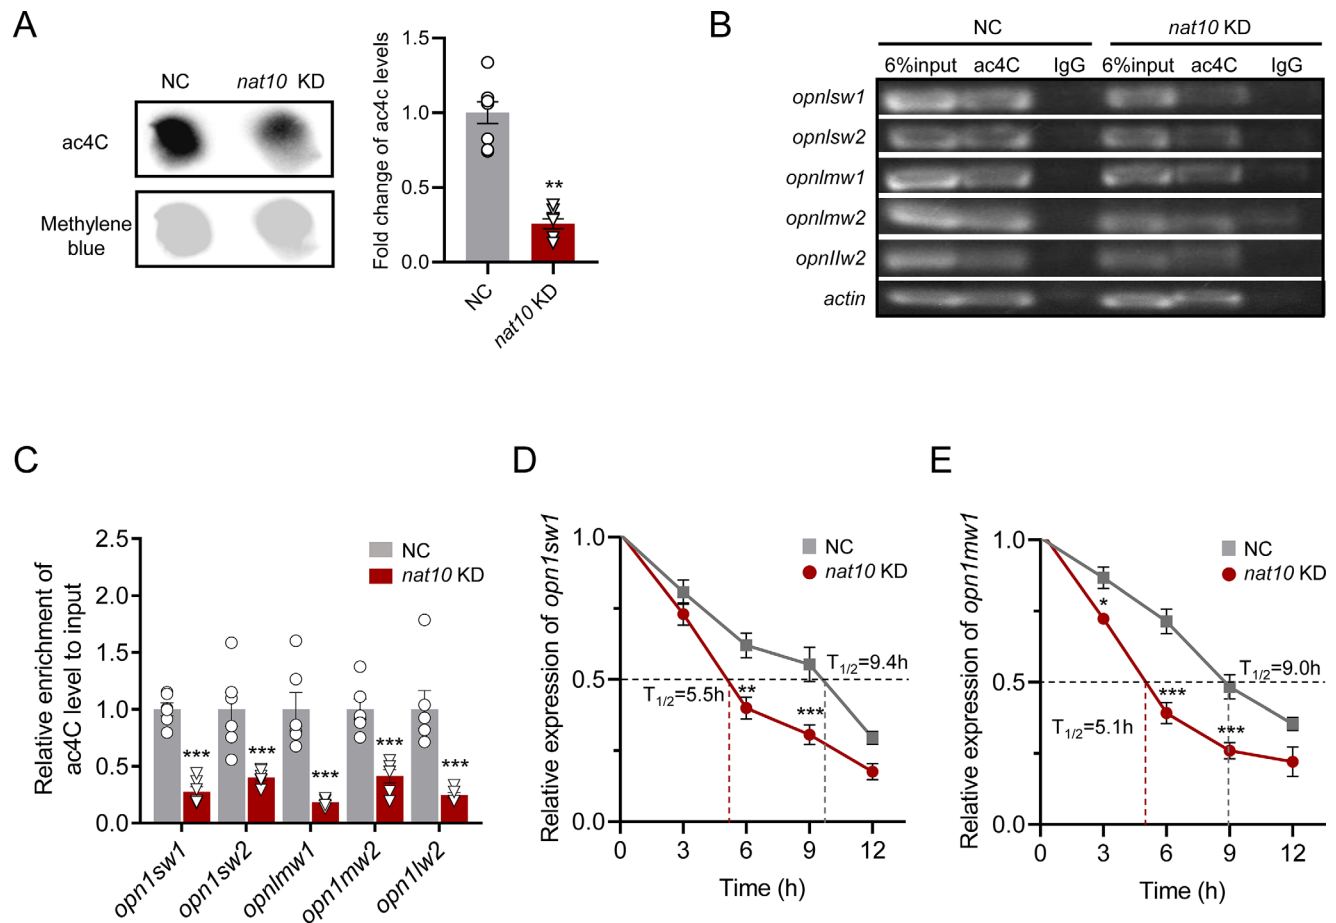 A
NC nat10 KD
ac4C
Methylene
blue
Fold change of ac4c levels
1.5
1.0
0.5
0.0
**
NC
nat10 KD
B
NC nat10 KD
6%input ac4C IgG 6%input ac4C IgG
opnlsw1
opnlsw2
opnlmw1
opnlmw2
opnllw2
actin
C
Relative enrichment of
ac4C level to input
2.5
2.0
1.5
1.0
0.5
0.0
NC
nat10 KD
*** *** *** *** ***
opn1sw1
opn1sw2
opnlmw1
opn1mw2
opn1lw2
D
Relative expression of opn1sw1
1.0
0.5
0.0
NC
nat10 KD
T1/2=9.4h
T1/2=5.5h
**
***
0 3 6 9 12
Time (h)
E
Relative expression of opn1mw1
1.0
0.5
0.0
NC
nat10 KD
*
T1/2=9.0h
T1/2=5.1h
***
***
0 3 6 9 12
Time (h)